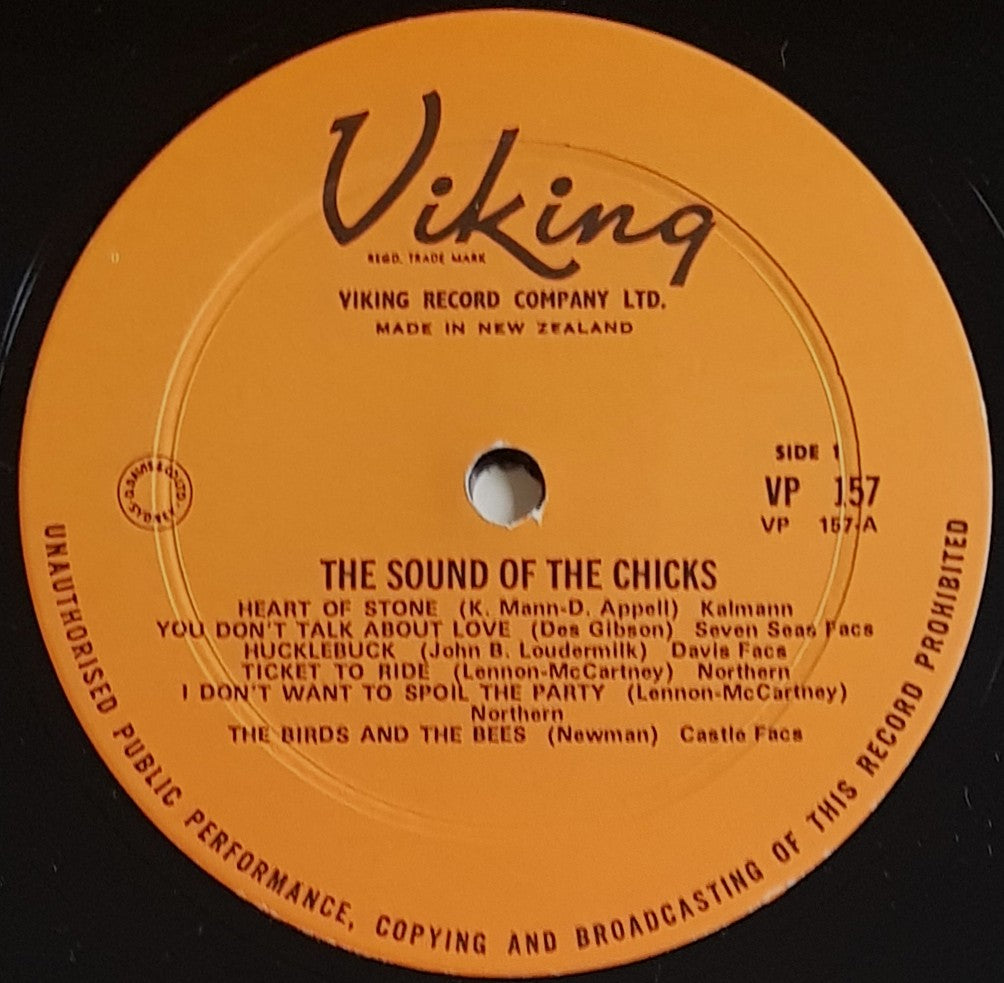 Viking
REGD. TRADE MARK
VIKING RECORD COMPANY LTD.
MADE IN NEW ZEALAND
SIDE 1
VP 157
VP 157-A
THE SOUND OF THE CHICKS
HEART OF STONE (K. Mann-D. Appell) Kalmann
YOU DON'T TALK ABOUT LOVE (Des Gibson) Seven Seas Facs
HUCKLEBUCK (John B. Loudermilk) Davis Facs
TICKET TO RIDE (Lennon-McCartney) Northern
I DON'T WANT TO SPOIL THE PARTY (Lennon-McCartney)
Northern
THE BIRDS AND THE BEES (Newman) Castle Facs
UNAUTHORISED PUBLIC PERFORMANCE, COPYING AND BROADCASTING OF THIS RECORD PROHIBITED